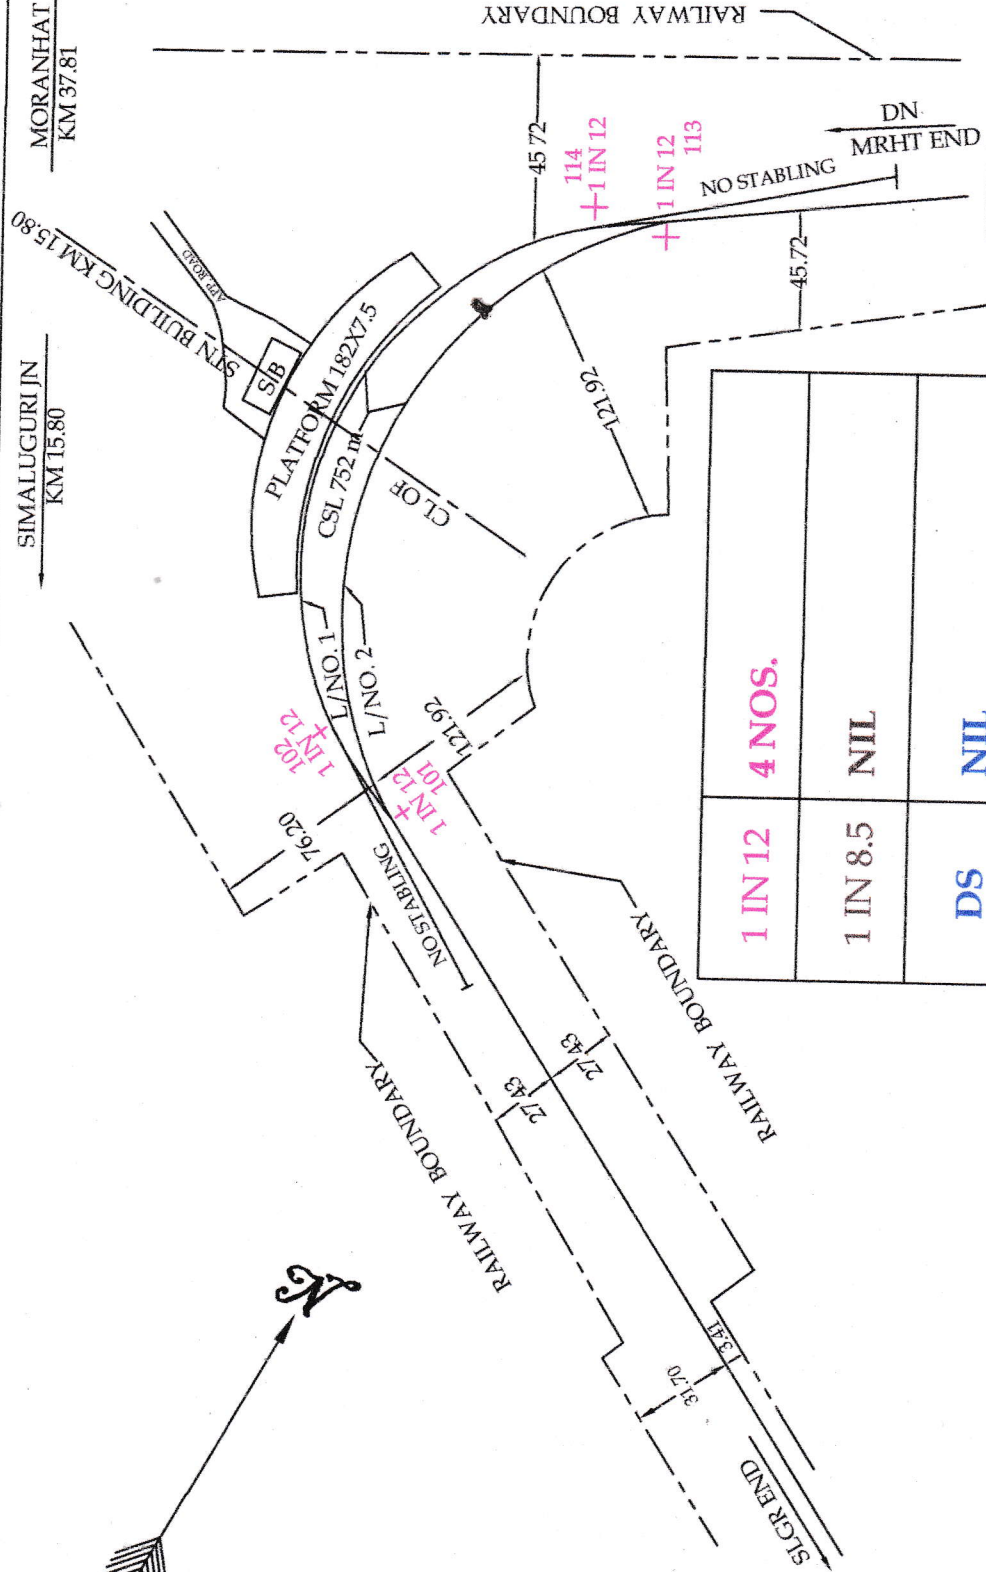 MORANHAT
KM 37.81
SIMALUGURI JN
KM 15.80
RAILWAY BOUNDARY
45 72
114
1 IN 12
1 IN 12
113
DN
MRHT END
NO STABLING
45.72
STN BUILDING KM 15.80
APP. ROAD
SIB
PLATFORM 182X7.5
CSL 752 m
CL OF
121.92
L/NO. 1
L/NO. 2
102
1 IN 12
1 IN 12
101
121.92
76.20
NO STABLING
RAILWAY BOUNDARY
RAILWAY BOUNDARY
27.43
27.43
N
31.70
13.41
SLGR END
1 IN 12 4 NOS.
1 IN 8.5 NIL
DS NIL